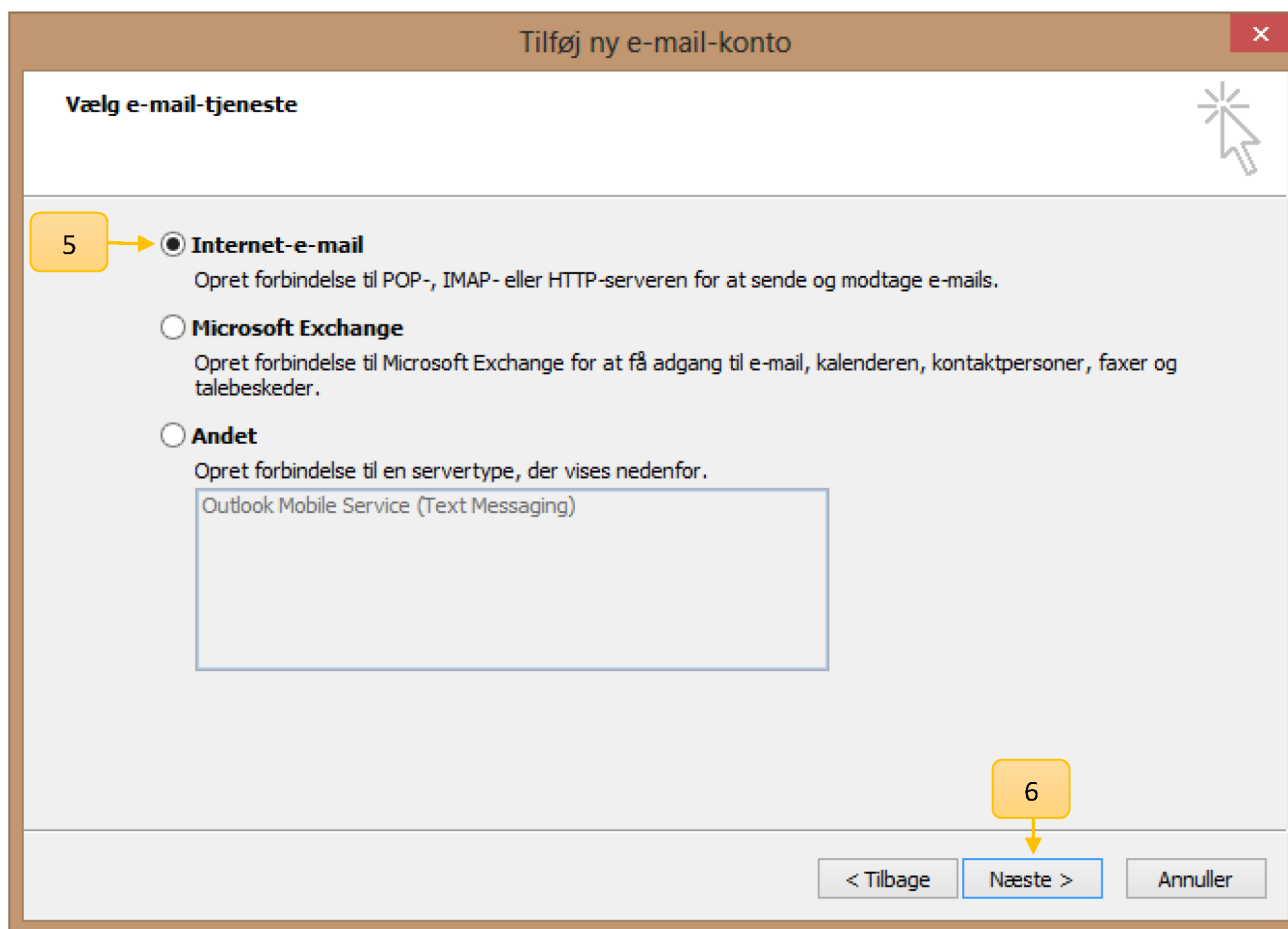 Tilføj ny e-mail-konto
Vælg e-mail-tjeneste
5
Internet-e-mail
Opret forbindelse til POP-, IMAP- eller HTTP-serveren for at sende og modtage e-mails.
Microsoft Exchange
Opret forbindelse til Microsoft Exchange for at få adgang til e-mail, kalenderen, kontaktpersoner, faxer og
talebeskeder.
Andet
Opret forbindelse til en servertype, der vises nedenfor.
Outlook Mobile Service (Text Messaging)
6
< Tilbage
Næste >
Annuller